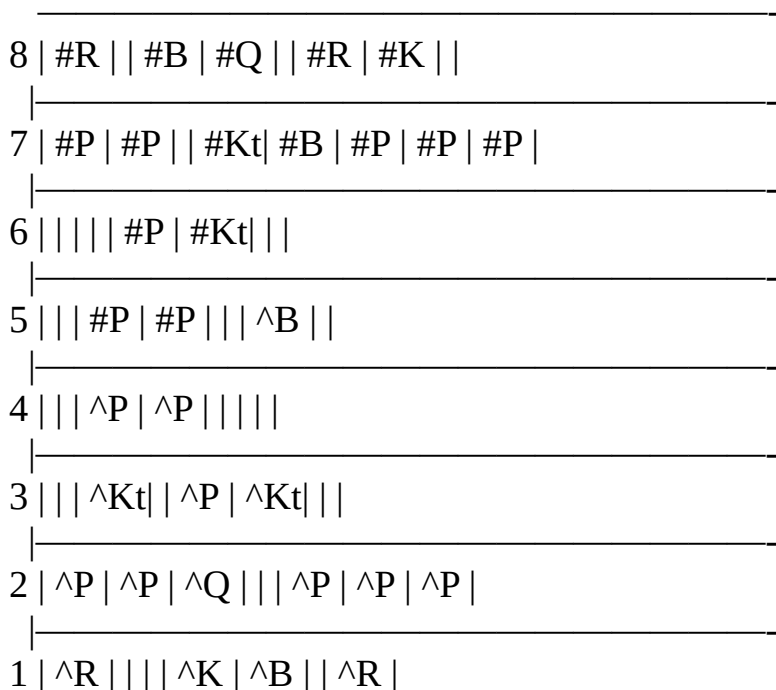 ————————————————————-
8 | #R | | #B | #Q | | #R | #K | |
|————————————————————-
7 | #P | #P | | #Kt| #B | #P | #P | #P |
|————————————————————-
6 | | | | | #P | #Kt| | |
|————————————————————-
5 | | | #P | #P | | | ^B | |
|————————————————————-
4 | | | ^P | ^P | | | | |
|————————————————————-
3 | | | ^Kt| | ^P | ^Kt| | |
|————————————————————-
2 | ^P | ^P | ^Q | | | ^P | ^P | ^P |
|————————————————————-
1 | ^R | | | | ^K | ^B | | ^R |